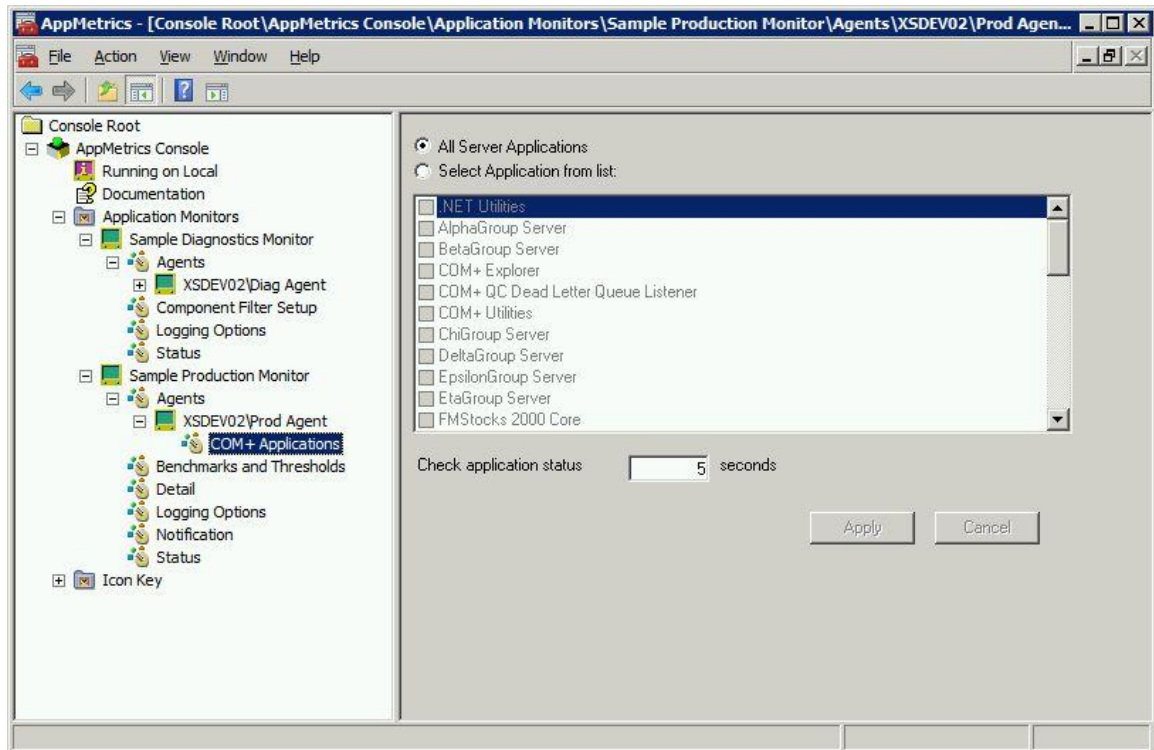 AppMetrics - [Console Root\AppMetrics Console\Application Monitors\Sample Production Monitor\Agents\XSDEV02\Prod Agen...
File Action View Window Help
Console Root
AppMetrics Console
Running on Local
Documentation
Application Monitors
Sample Diagnostics Monitor
Agents
XSDEV02\Diag Agent
Component Filter Setup
Logging Options
Status
Sample Production Monitor
Agents
XSDEV02\Prod Agent
COM+ Applications
Benchmarks and Thresholds
Detail
Logging Options
Notification
Status
Icon Key
All Server Applications
Select Application from list:
.NET Utilities
AlphaGroup Server
BetaGroup Server
COM+ Explorer
COM+ QC Dead Letter Queue Listener
COM+ Utilities
ChiGroup Server
DeltaGroup Server
EpsilonGroup Server
EtaGroup Server
FMStocks 2000 Core
Check application status 5 seconds
Apply Cancel